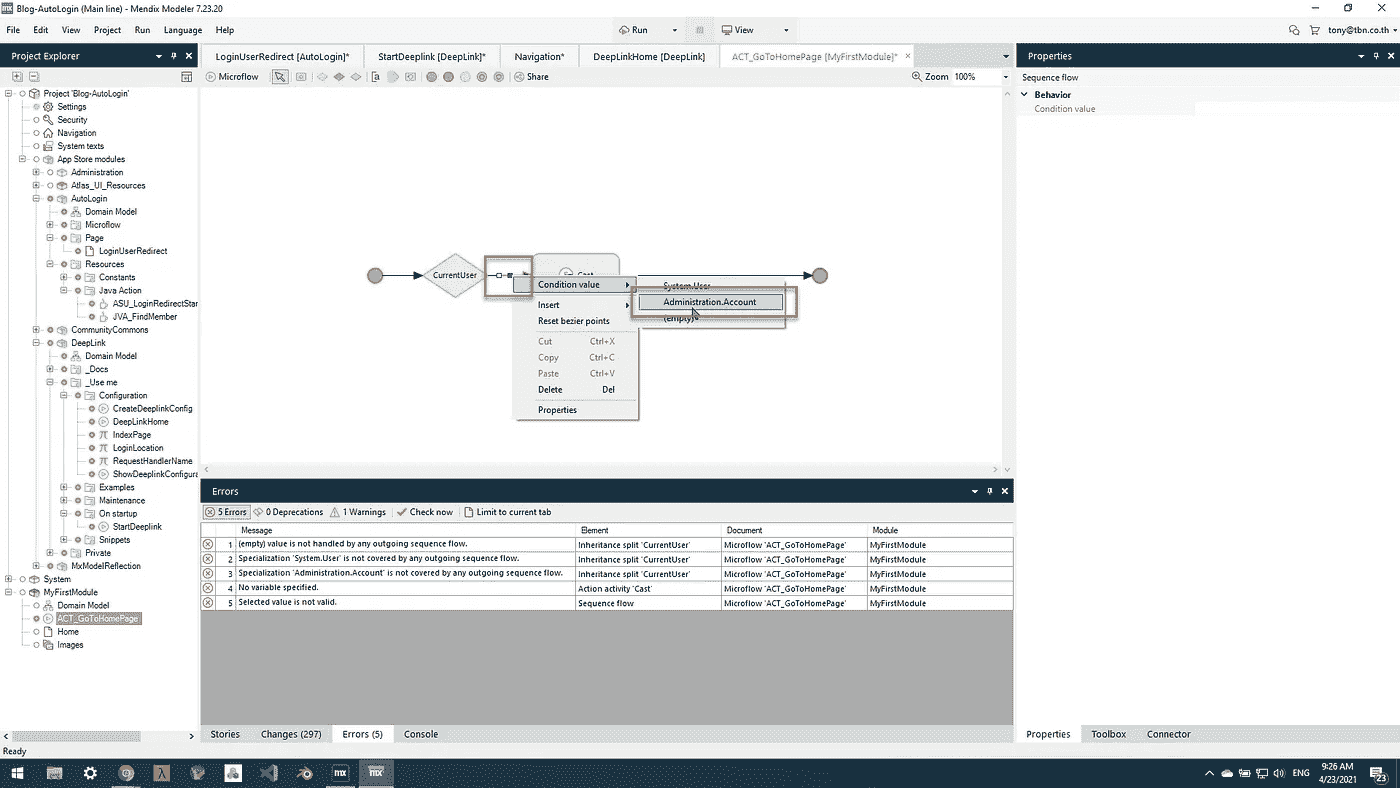 Blog-AutoLogin (Main line) - Mendix Modeler 7.23.20
File Edit View Project Run Language Help
Run View
tony@tbn.co.th
Project Explorer
Project 'Blog-AutoLogin'
Settings
Security
Navigation
System texts
App Store modules
Administration
Atlas_UI_Resources
AutoLogin
Domain Model
Microflow
Page
LoginUserRedirect
Resources
Constants
Java Action
ASU_LoginRedirectStar
JVA_FindMember
CommunityCommons
DeepLink
Domain Model
_Docs
_Use me
Configuration
CreateDeeplinkConfig
DeepLinkHome
IndexPage
LoginLocation
RequestHandlerName
ShowDeeplinkConfigura
Examples
Maintenance
On startup
StartDeeplink
Snippets
Private
MxModelReflection
System
MyFirstModule
Domain Model
ACT_GoToHomePage
Home
Images
LoginUserRedirect [AutoLogin]* StartDeeplink [DeepLink]* Navigation* DeepLinkHome [DeepLink] ACT_GoToHomePage [MyFirstModule]*
Microflow Share Zoom 100%
CurrentUser
Cast
Condition value
Insert
Reset bezier points
Cut Ctrl+X
Copy Ctrl+C
Paste Ctrl+V
Delete Del
Properties
System.User
Administration.Account
(empty)
Errors
5 Errors 0 Deprecations 1 Warnings Check now Limit to current tab
Message Element Document Module
1 (empty) value is not handled by any outgoing sequence flow. Inheritance split 'CurrentUser' Microflow 'ACT_GoToHomePage' MyFirstModule
2 Specialization 'System.User' is not covered by any outgoing sequence flow. Inheritance split 'CurrentUser' Microflow 'ACT_GoToHomePage' MyFirstModule
3 Specialization 'Administration.Account' is not covered by any outgoing sequence flow. Inheritance split 'CurrentUser' Microflow 'ACT_GoToHomePage' MyFirstModule
4 No variable specified. Action activity 'Cast' Microflow 'ACT_GoToHomePage' MyFirstModule
5 Selected value is not valid. Sequence flow Microflow 'ACT_GoToHomePage' MyFirstModule
Stories Changes (297) Errors (5) Console
Properties
Sequence flow
Behavior
Condition value
Properties Toolbox Connector
Ready
mx mx
ENG
9:26 AM
4/23/2021
23